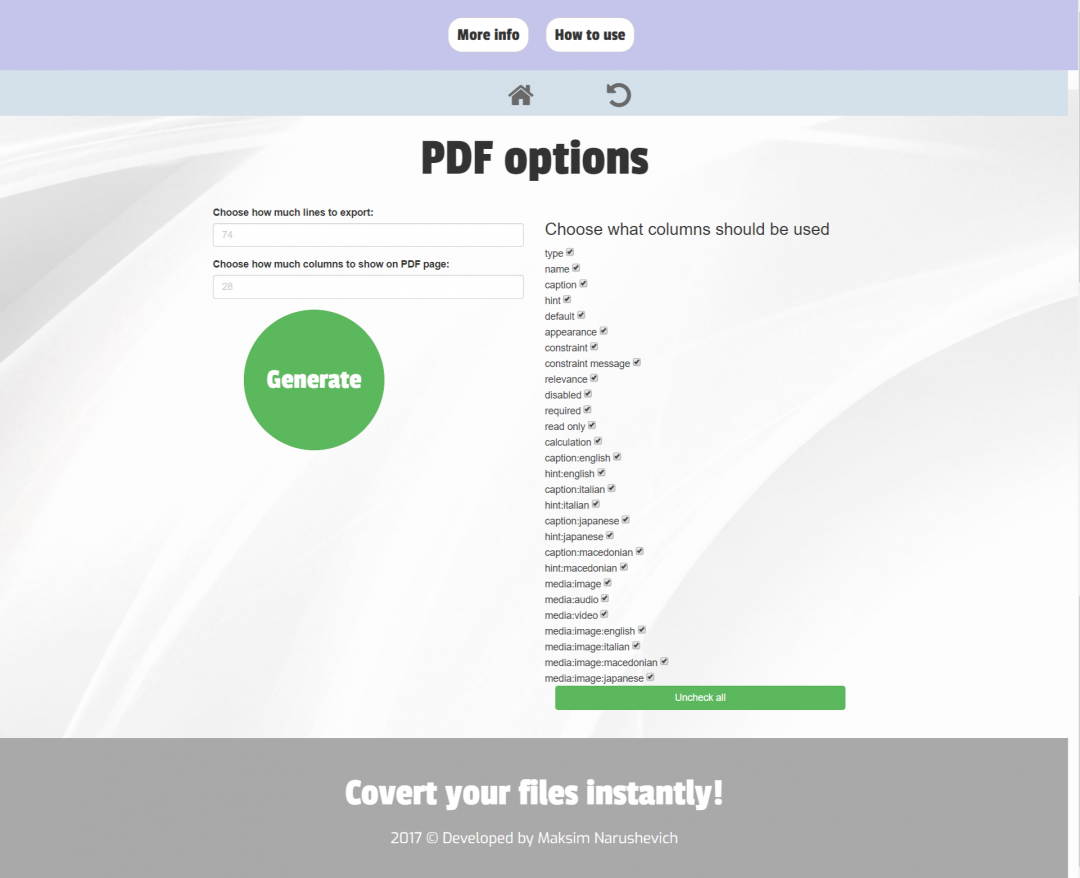 More info
How to use
PDF options
Choose how much lines to export:
74
Choose how much columns to show on PDF page:
28
Generate
Choose what columns should be used
type
name
caption
hint
default
appearance
constraint
constraint message
relevance
disabled
required
read only
calculation
caption:english
hint:english
caption:italian
hint:italian
caption:japanese
hint:japanese
caption:macedonian
hint:macedonian
media:image
media:audio
media:video
media:image:english
media:image:italian
media:image:macedonian
media:image:japanese
Uncheck all
Covert your files instantly!
2017 © Developed by Maksim Narushevich